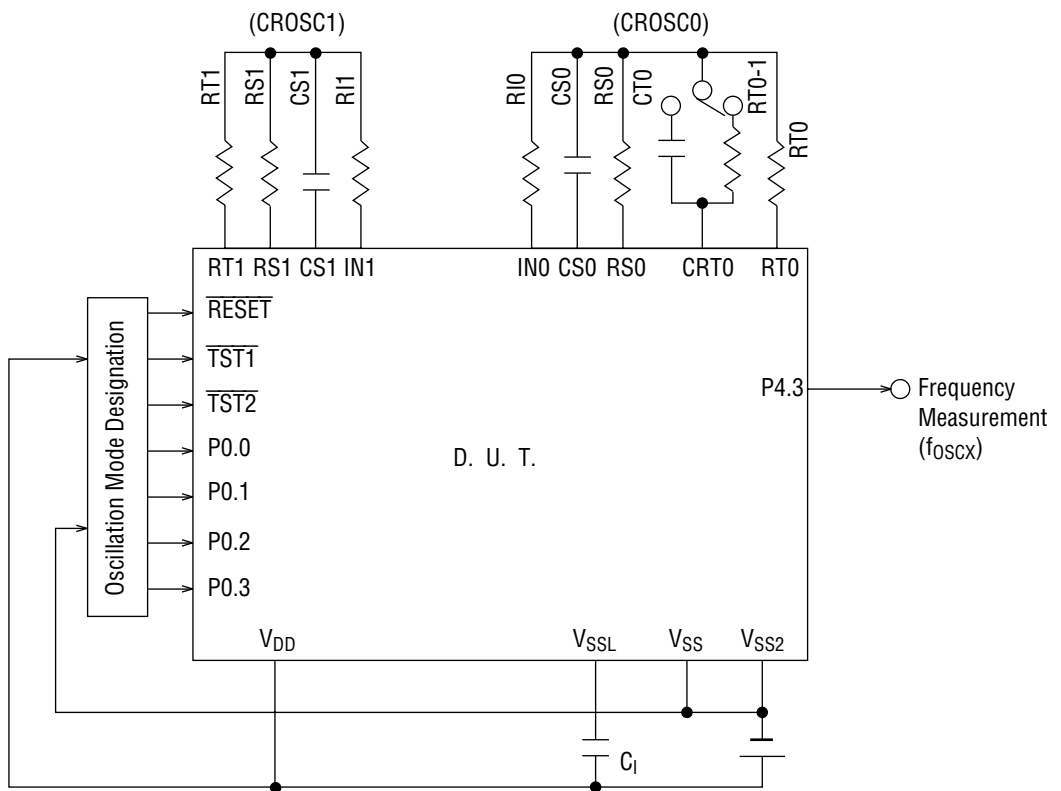 (CROSC1)
(CROSC0)
RT1
RS1
CS1
RI1
RI0
CS0
RS0
CT0
RT0-1
RT0
RT1 RS1 CS1 IN1
IN0 CS0 RS0 CRT0 RT0
Oscillation Mode Designation
RESET
TST1
TST2
P0.0
P0.1
P0.2
P0.3
D. U. T.
P4.3
Frequency
Measurement
(fOSCX)
VDD
VSSL
VSS
VSS2
CI